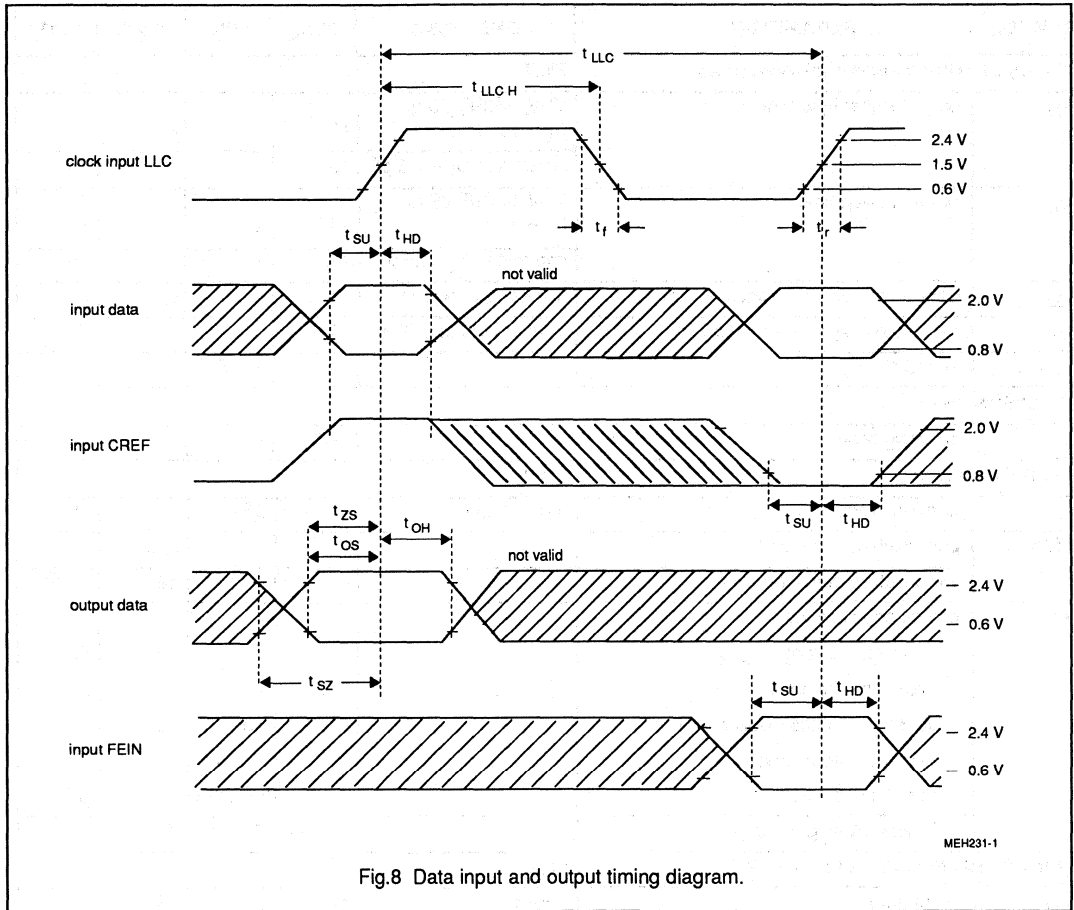 t LLC
t LLC H
clock input LLC
2.4 V
1.5 V
0.6 V
t SU
t HD
t f
t r
not valid
input data
2.0 V
0.8 V
input CREF
2.0 V
0.8 V
t SU
t HD
t ZS
t OS
t OH
not valid
output data
2.4 V
0.6 V
t SZ
t SU
t HD
input FEIN
2.4 V
0.6 V
MEH231-1
Fig.8 Data input and output timing diagram.